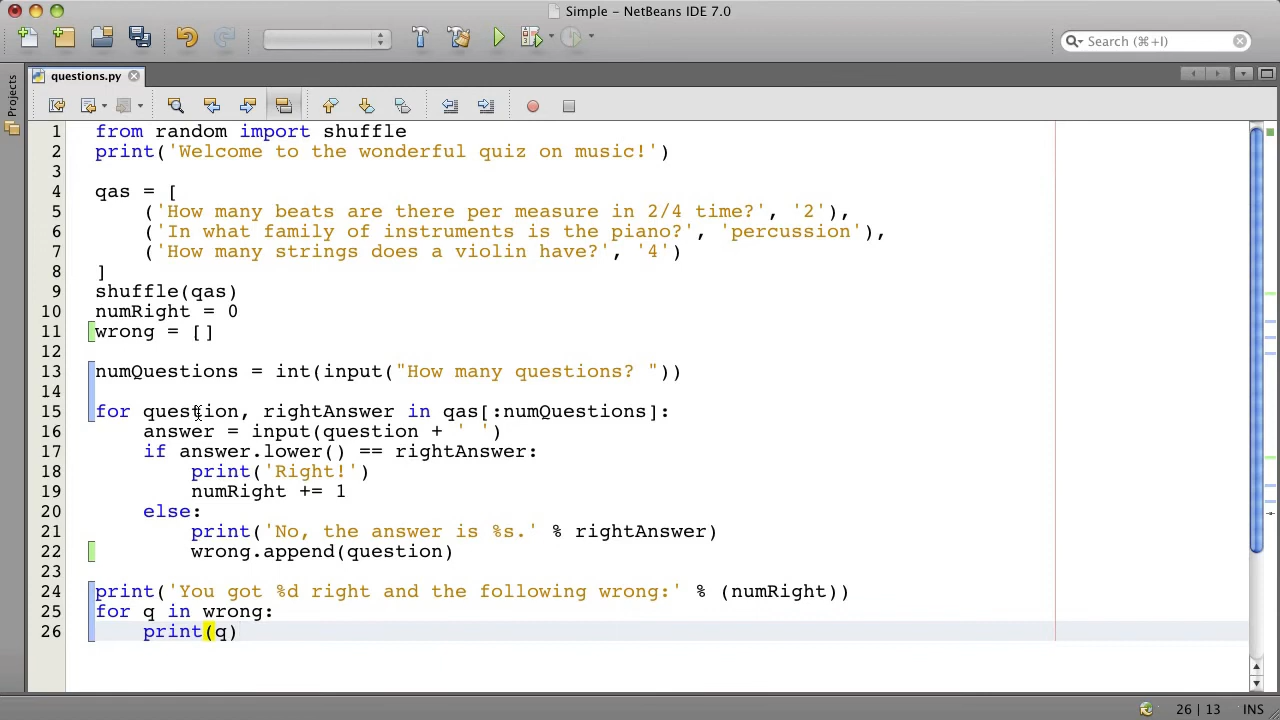 Simple - NetBeans IDE 7.0
Search (⌘+I)
Projects
questions.py
1 from random import shuffle
2 print('Welcome to the wonderful quiz on music!')
3
4 qas = [
5     ('How many beats are there per measure in 2/4 time?', '2'),
6     ('In what family of instruments is the piano?', 'percussion'),
7     ('How many strings does a violin have?', '4')
8 ]
9 shuffle(qas)
10 numRight = 0
11 wrong = []
12
13 numQuestions = int(input("How many questions? "))
14
15 for question, rightAnswer in qas[:numQuestions]:
16     answer = input(question + ' ')
17     if answer.lower() == rightAnswer:
18         print('Right!')
19         numRight += 1
20     else:
21         print('No, the answer is %s.' % rightAnswer)
22         wrong.append(question)
23
24 print('You got %d right and the following wrong:' % (numRight))
25 for q in wrong:
26     print(q)
26 | 13 INS